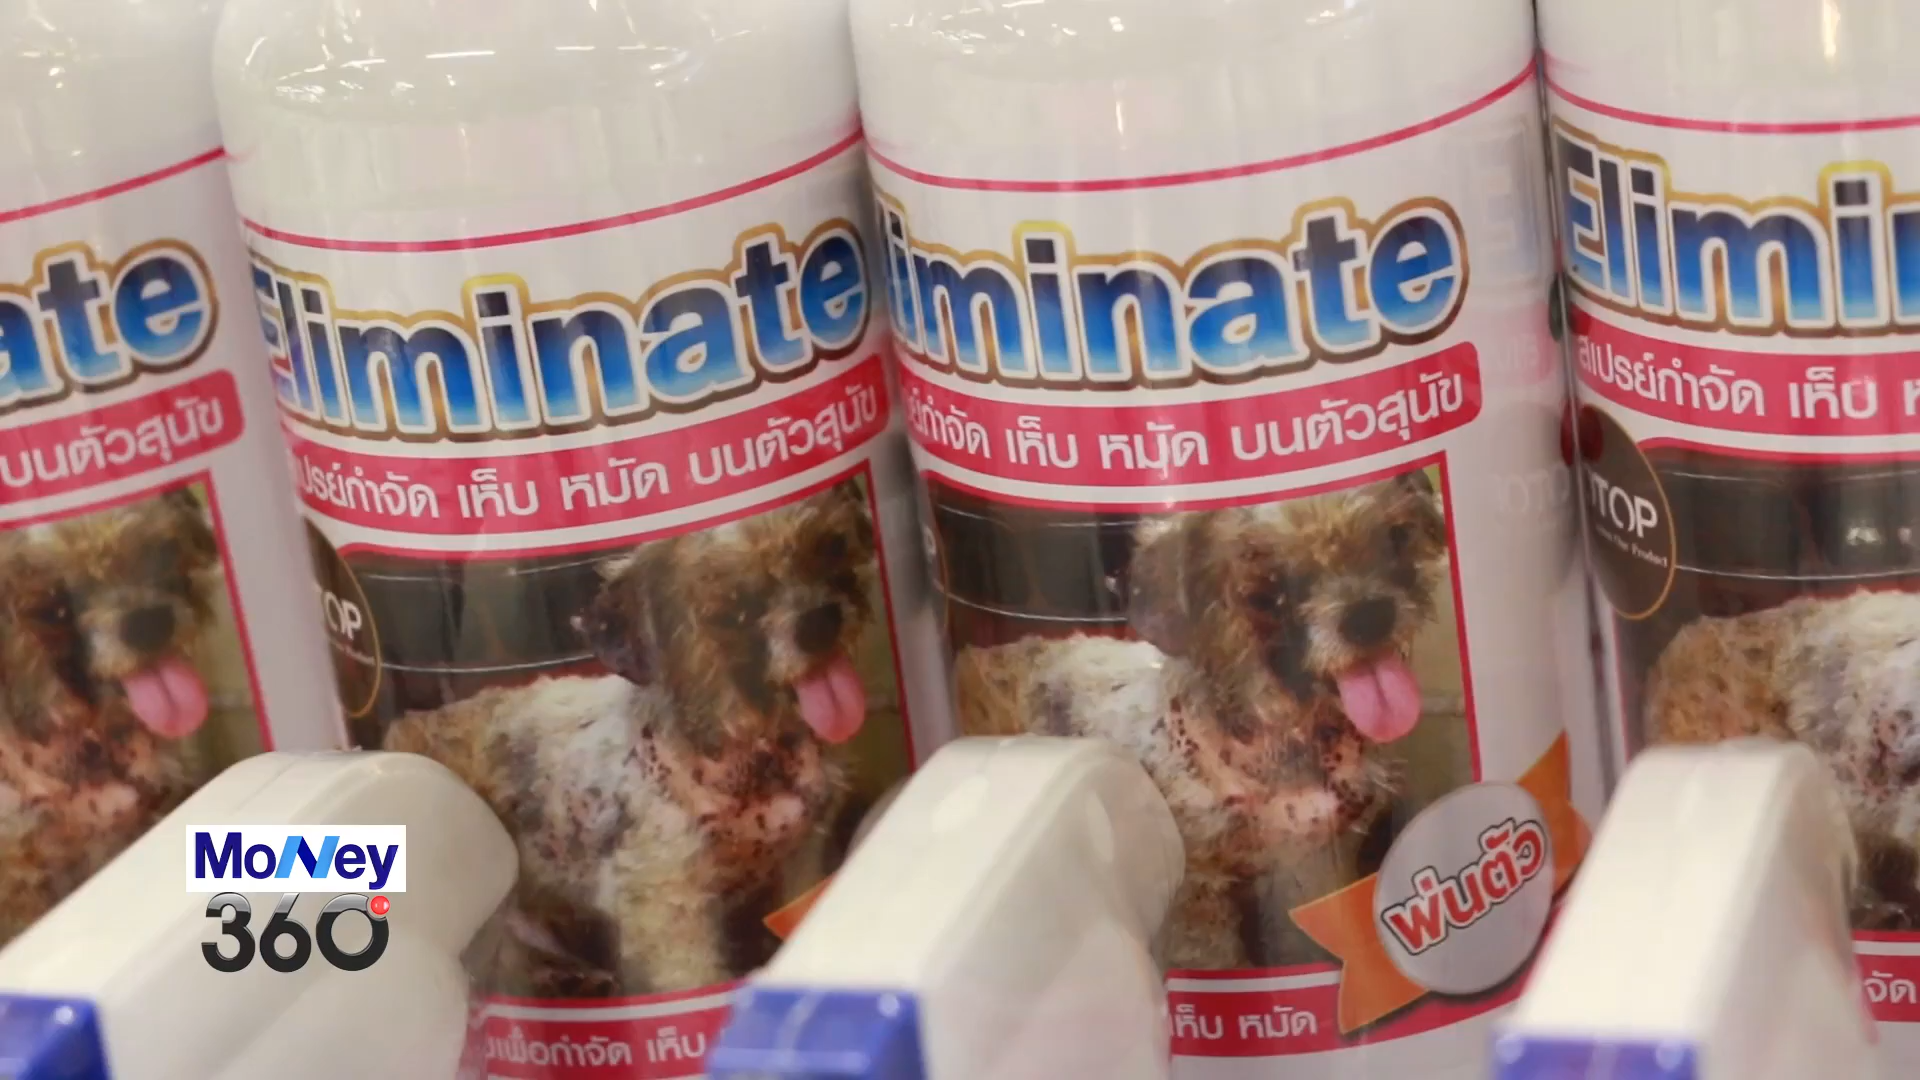 ate
บนตัวสุนัข
Eliminate
สเปรย์กำจัด เห็บ หมัด บนตัวสุนัข
TOP
เพื่อกำจัด เห็บ
liminate
กำจัด เห็บ หมัด บนตัวสุนัข
พ่นตัว
เห็บ หมัด
Elimin
สเปรย์กำจัด เห็บ
OTOP
Product
จัด
MoNey
360